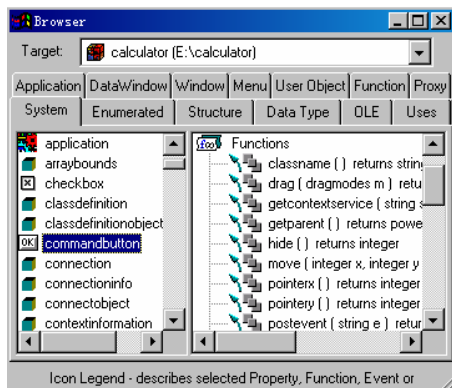 Browser
Target: calculator (E:\calculator)
Application DataWindow Window Menu User Object Function Proxy
System Enumerated Structure Data Type OLE Uses
application
arraybounds
checkbox
classdefinition
classdefinitionobject
OK commandbutton
connection
connectioninfo
connectobject
contextinformation
f(x) Functions
classname ( ) returns string
drag ( dragmodes m ) retu
getcontextservice ( string s
getparent ( ) returns powe
hide ( ) returns integer
move ( integer x, integer y
pointerx ( ) returns integer
pointery ( ) returns integer
postevent ( string e ) retur
Icon Legend - describes selected Property, Function, Event or